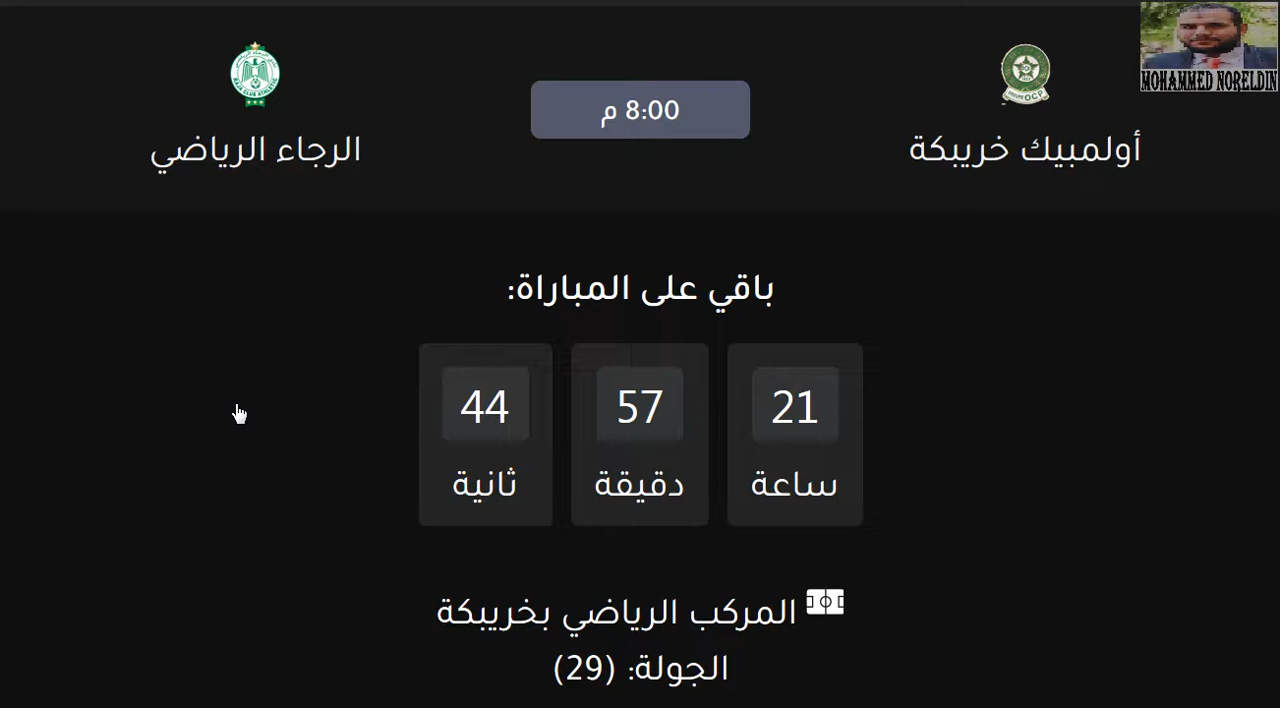 MOHAMMED NORELDIN
أولمبيك خريبكة
8:00 م
الرجاء الرياضي
باقي على المباراة:
21 57 44
ساعة دقيقة ثانية
المركب الرياضي بخريبكة
الجولة: (29)